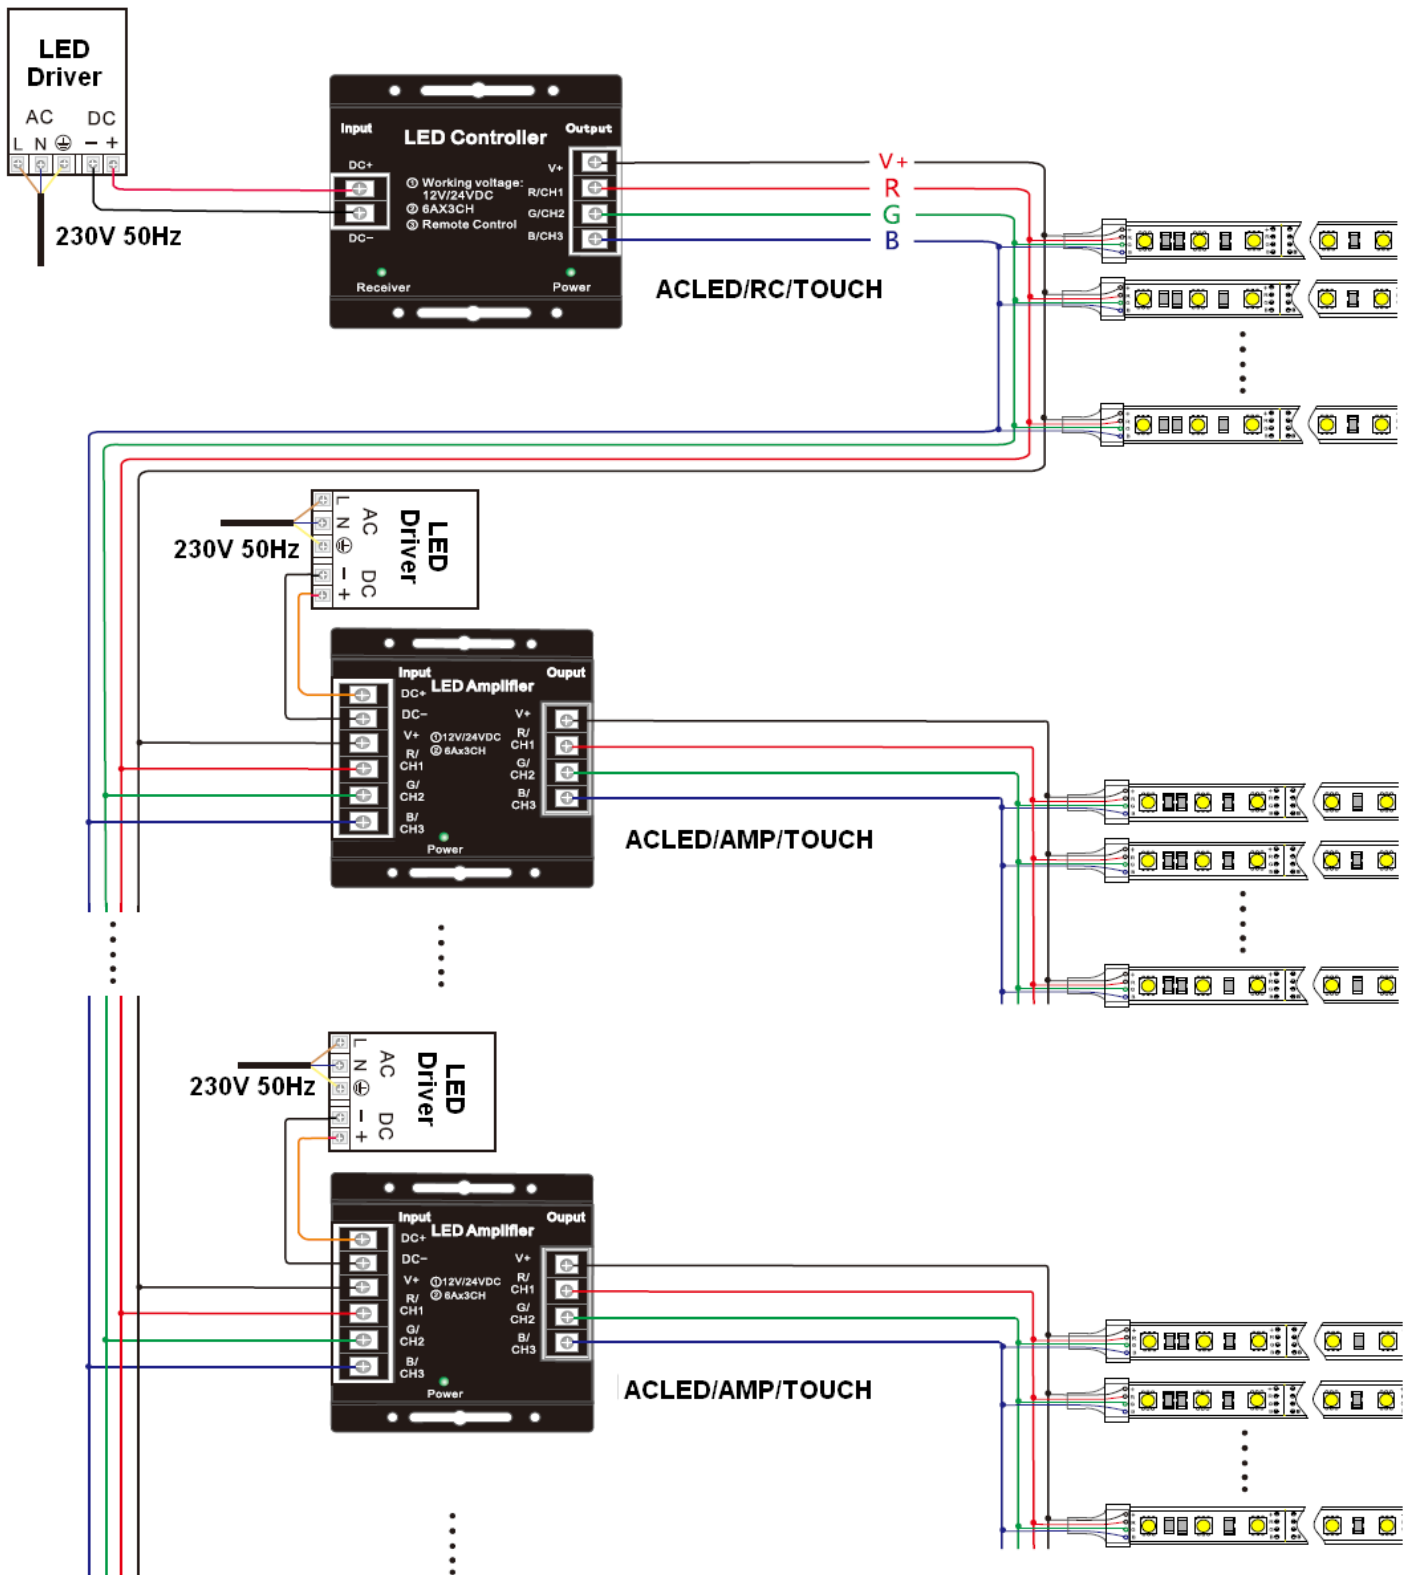 LED
Driver
AC DC
L N − +
230V 50Hz
Input
LED Controller
Output
DC+
DC−
① Working voltage:
12V/24VDC
② 6AX3CH
③ Remote Control
V+
R/CH1
G/CH2
B/CH3
Receiver
Power
V+
R
G
B
ACLED/RC/TOUCH
LED
Driver
AC DC
L N − +
230V 50Hz
Input
LED Amplifier
Ouput
DC+
DC−
V+
R/
CH1
G/
CH2
B/
CH3
①12V/24VDC
② 6Ax3CH
V+
R/
CH1
G/
CH2
B/
CH3
Power
ACLED/AMP/TOUCH
LED
Driver
AC DC
L N − +
230V 50Hz
Input
LED Amplifier
Ouput
DC+
DC−
V+
R/
CH1
G/
CH2
B/
CH3
①12V/24VDC
② 6Ax3CH
V+
R/
CH1
G/
CH2
B/
CH3
Power
ACLED/AMP/TOUCH